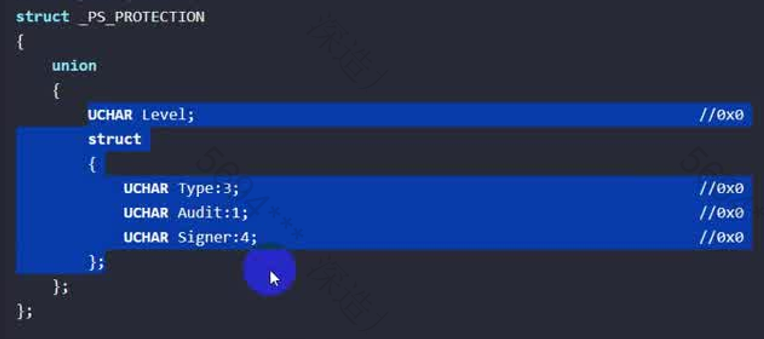 struct _PS_PROTECTION
{
union
{
UCHAR Level; //0x0
struct
{
UCHAR Type:3; //0x0
UCHAR Audit:1; //0x0
UCHAR Signer:4; //0x0
};
};
};